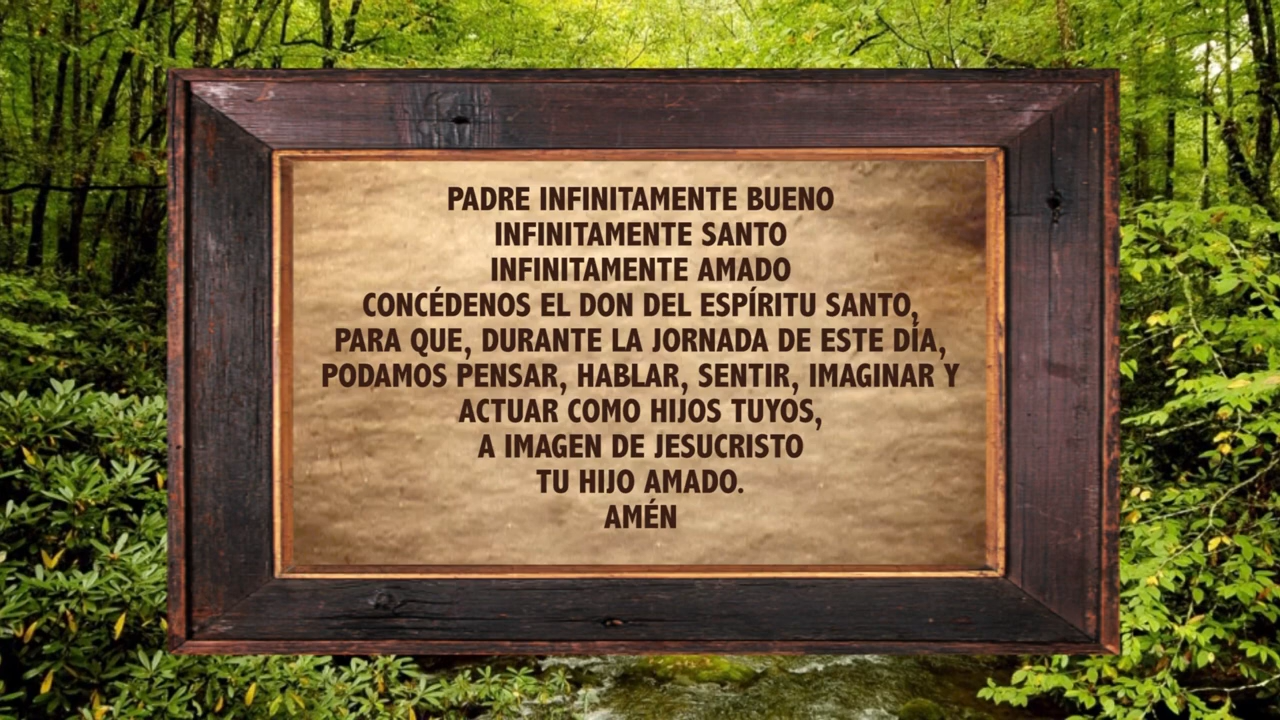 PADRE INFINITAMENTE BUENO
INFINITAMENTE SANTO
INFINITAMENTE AMADO
CONCÉDENOS EL DON DEL ESPÍRITU SANTO,
PARA QUE, DURANTE LA JORNADA DE ESTE DÍA,
PODAMOS PENSAR, HABLAR, SENTIR, IMAGINAR Y
ACTUAR COMO HIJOS TUYOS,
A IMAGEN DE JESUCRISTO
TU HIJO AMADO.
AMÉN